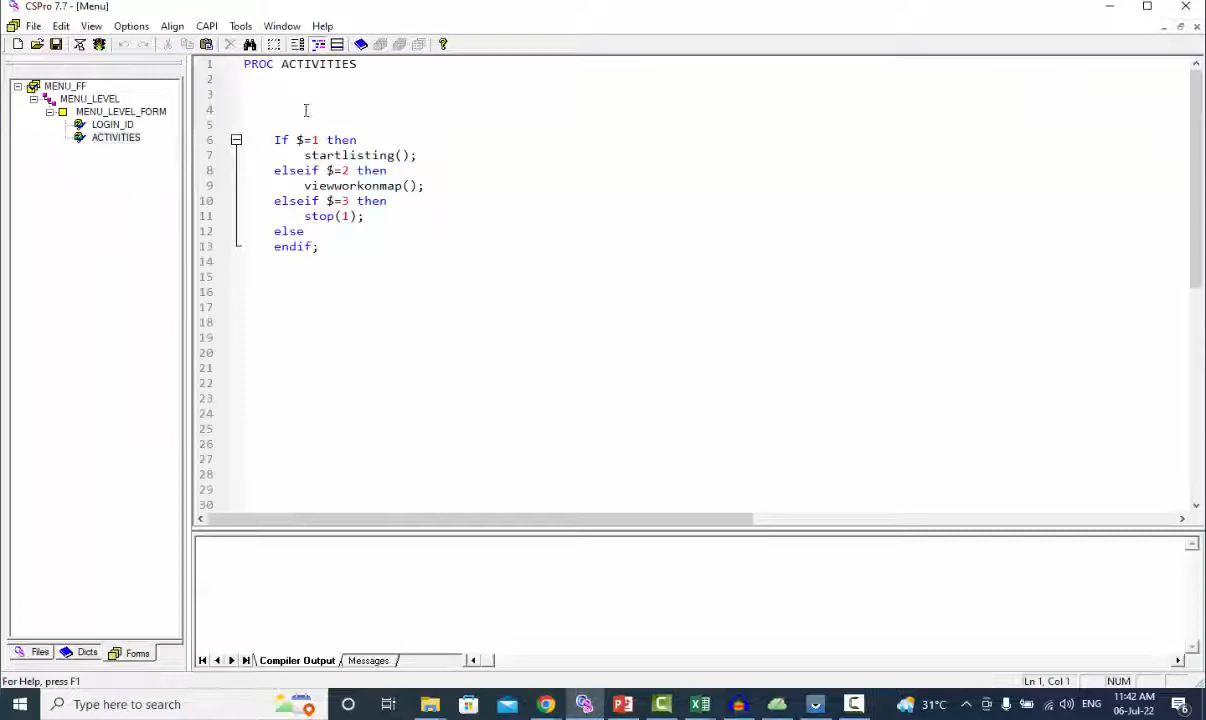 CSPro 7.7 - [Menu]
File Edit View Options Align CAPI Tools Window Help
MENU_FF
MENU_LEVEL
MENU_LEVEL_FORM
LOGIN_ID
ACTIVITIES
1 PROC ACTIVITIES
2
3
4
5
6 If $=1 then
7 startlisting();
8 elseif $=2 then
9 viewworkonmap();
10 elseif $=3 then
11 stop(1);
12 else
13 endif;
14
15
16
17
18
19
20
21
22
23
24
25
26
27
28
29
30
Files Dicts Forms
Compiler Output Messages
For Help, press F1
Ln 1, Col 1 NUM
Type here to search
31°C
ENG
11:42 AM
06-Jul-22
6